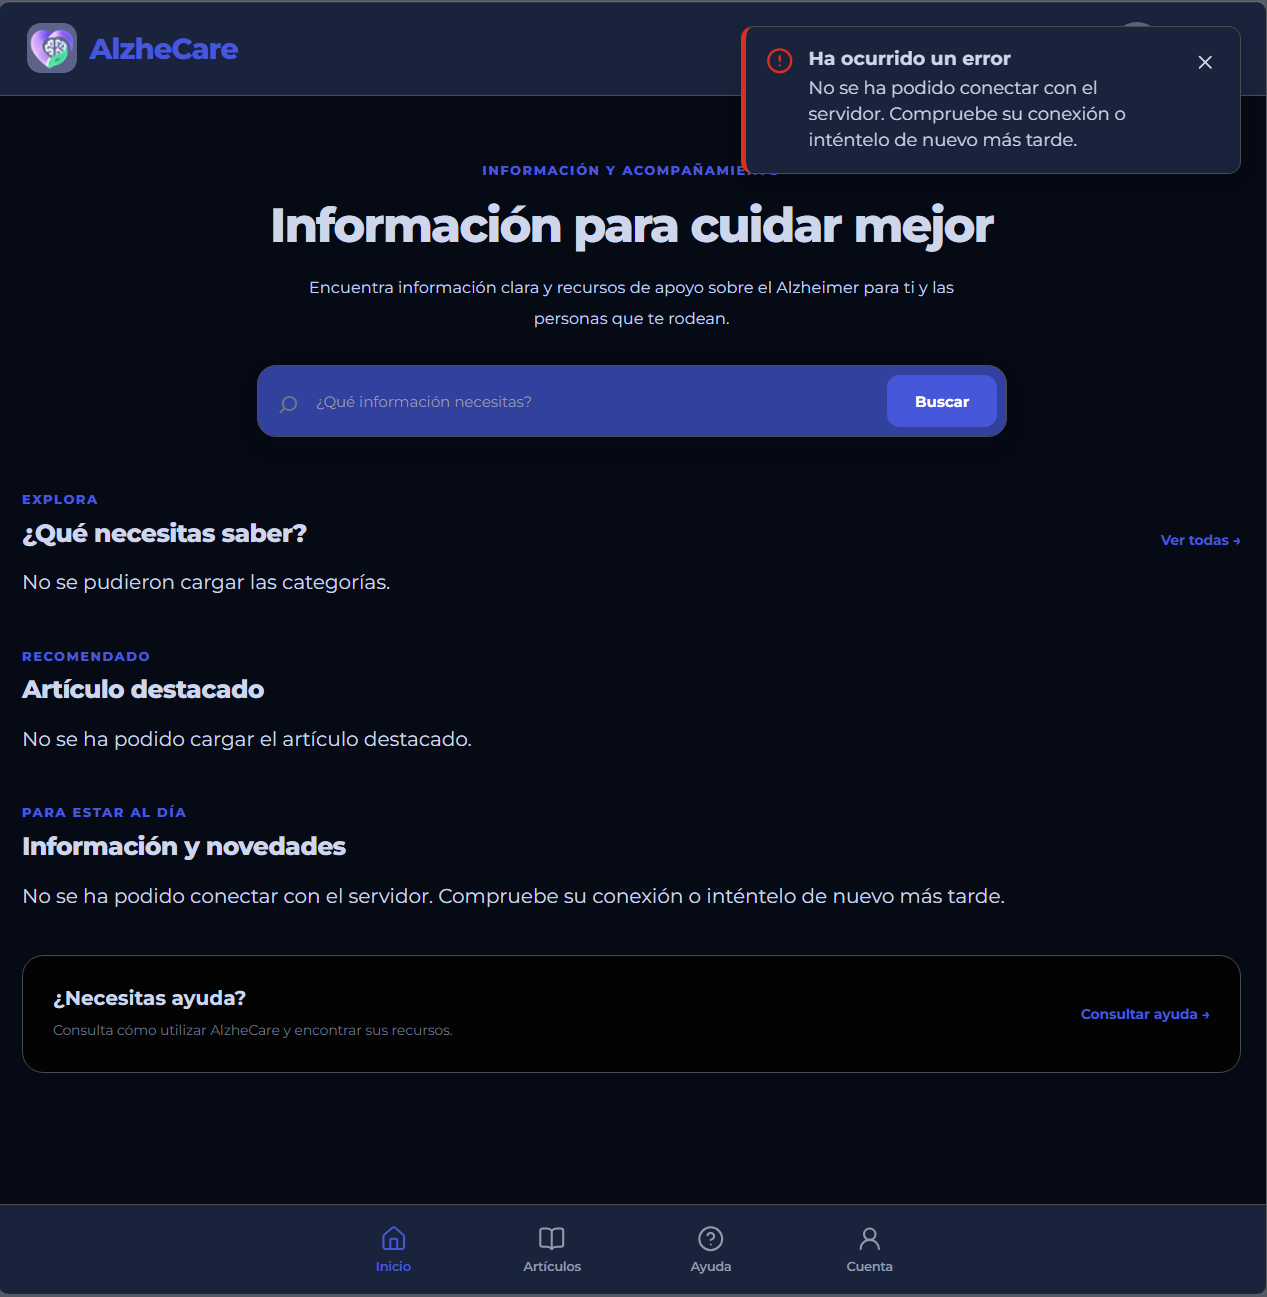 AlzheCare
Ha ocurrido un error
No se ha podido conectar con el
servidor. Compruebe su conexión o
inténtelo de nuevo más tarde.
INFORMACIÓN Y ACOMPAÑAMIENTO
Información para cuidar mejor
Encuentra información clara y recursos de apoyo sobre el Alzheimer para ti y las
personas que te rodean.
¿Qué información necesitas?
Buscar
EXPLORA
¿Qué necesitas saber?
Ver todas →
No se pudieron cargar las categorías.
RECOMENDADO
Artículo destacado
No se ha podido cargar el artículo destacado.
PARA ESTAR AL DÍA
Información y novedades
No se ha podido conectar con el servidor. Compruebe su conexión o inténtelo de nuevo más tarde.
¿Necesitas ayuda?
Consulta cómo utilizar AlzheCare y encontrar sus recursos.
Consultar ayuda →
Inicio
Artículos
Ayuda
Cuenta